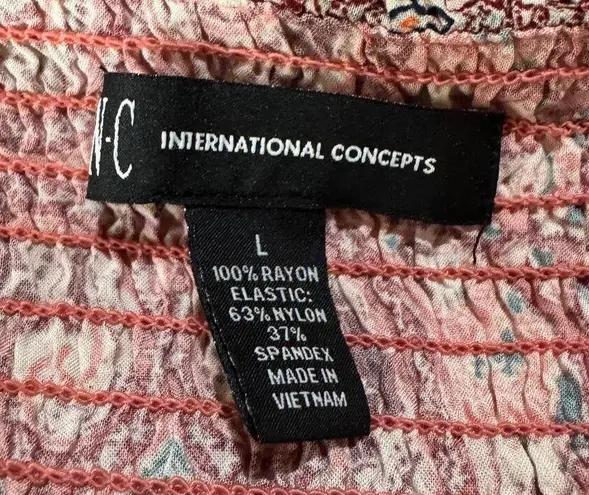 N·C INTERNATIONAL CONCEPTS
L
100% RAYON
ELASTIC:
63% NYLON
37%
SPANDEX
MADE IN
VIETNAM